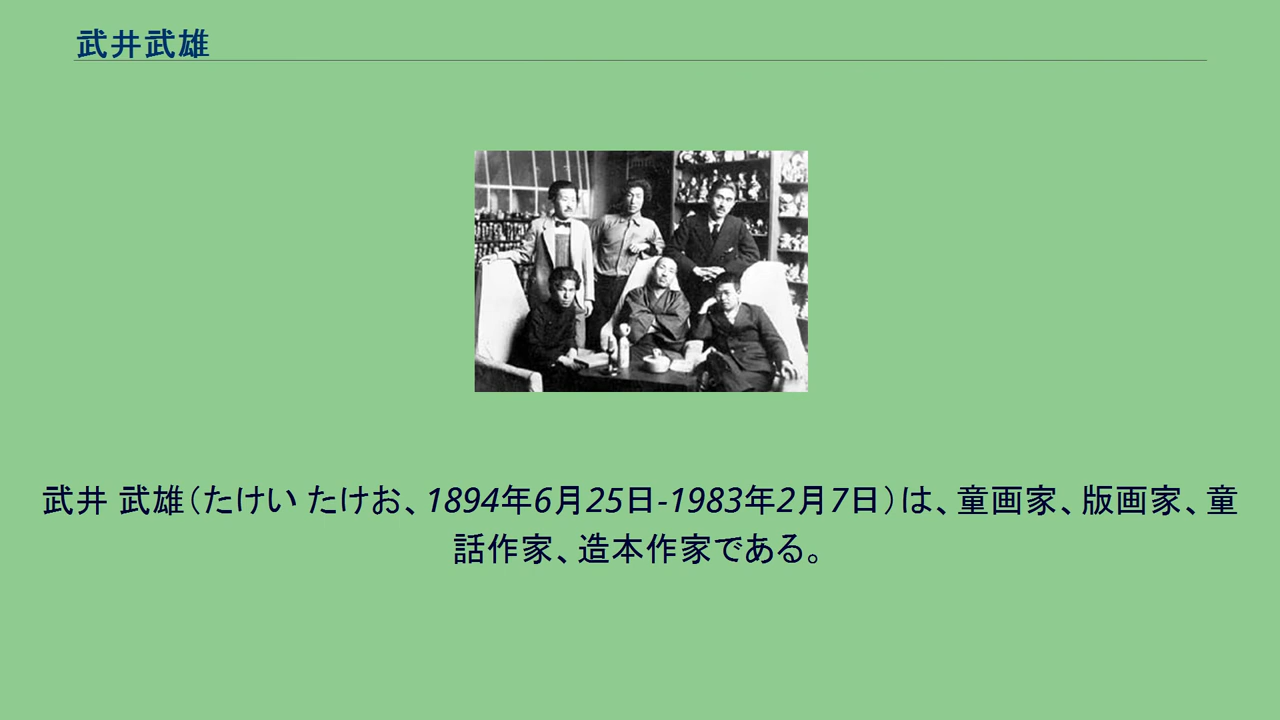 武井武雄
武井 武雄（たけい たけお、1894年6月25日-1983年2月7日）は、童画家、版画家、童
話作家、造本作家である。